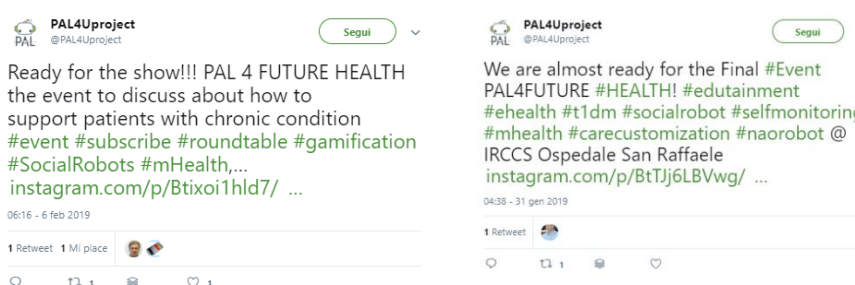 PAL4Uproject
@PAL4Uproject
PAL
Segui
Ready for the show!!! PAL 4 FUTURE HEALTH
the event to discuss about how to
support patients with chronic condition
#event #subscribe #roundtable #gamification
#SocialRobots #mHealth,...
instagram.com/p/Btixoi1hld7/ ...
06:16 - 6 feb 2019
1 Retweet 1 Mi piace
1 1
PAL4Uproject
@PAL4Uproject
PAL
Segui
We are almost ready for the Final #Event
PAL4FUTURE #HEALTH! #edutainment
#ehealth #t1dm #socialrobot #selfmonitoring
#mhealth #carecustomization #naorobot @
IRCCS Ospedale San Raffaele
instagram.com/p/BtTJj6LBVwg/ ...
04:38 - 31 gen 2019
1 Retweet
1